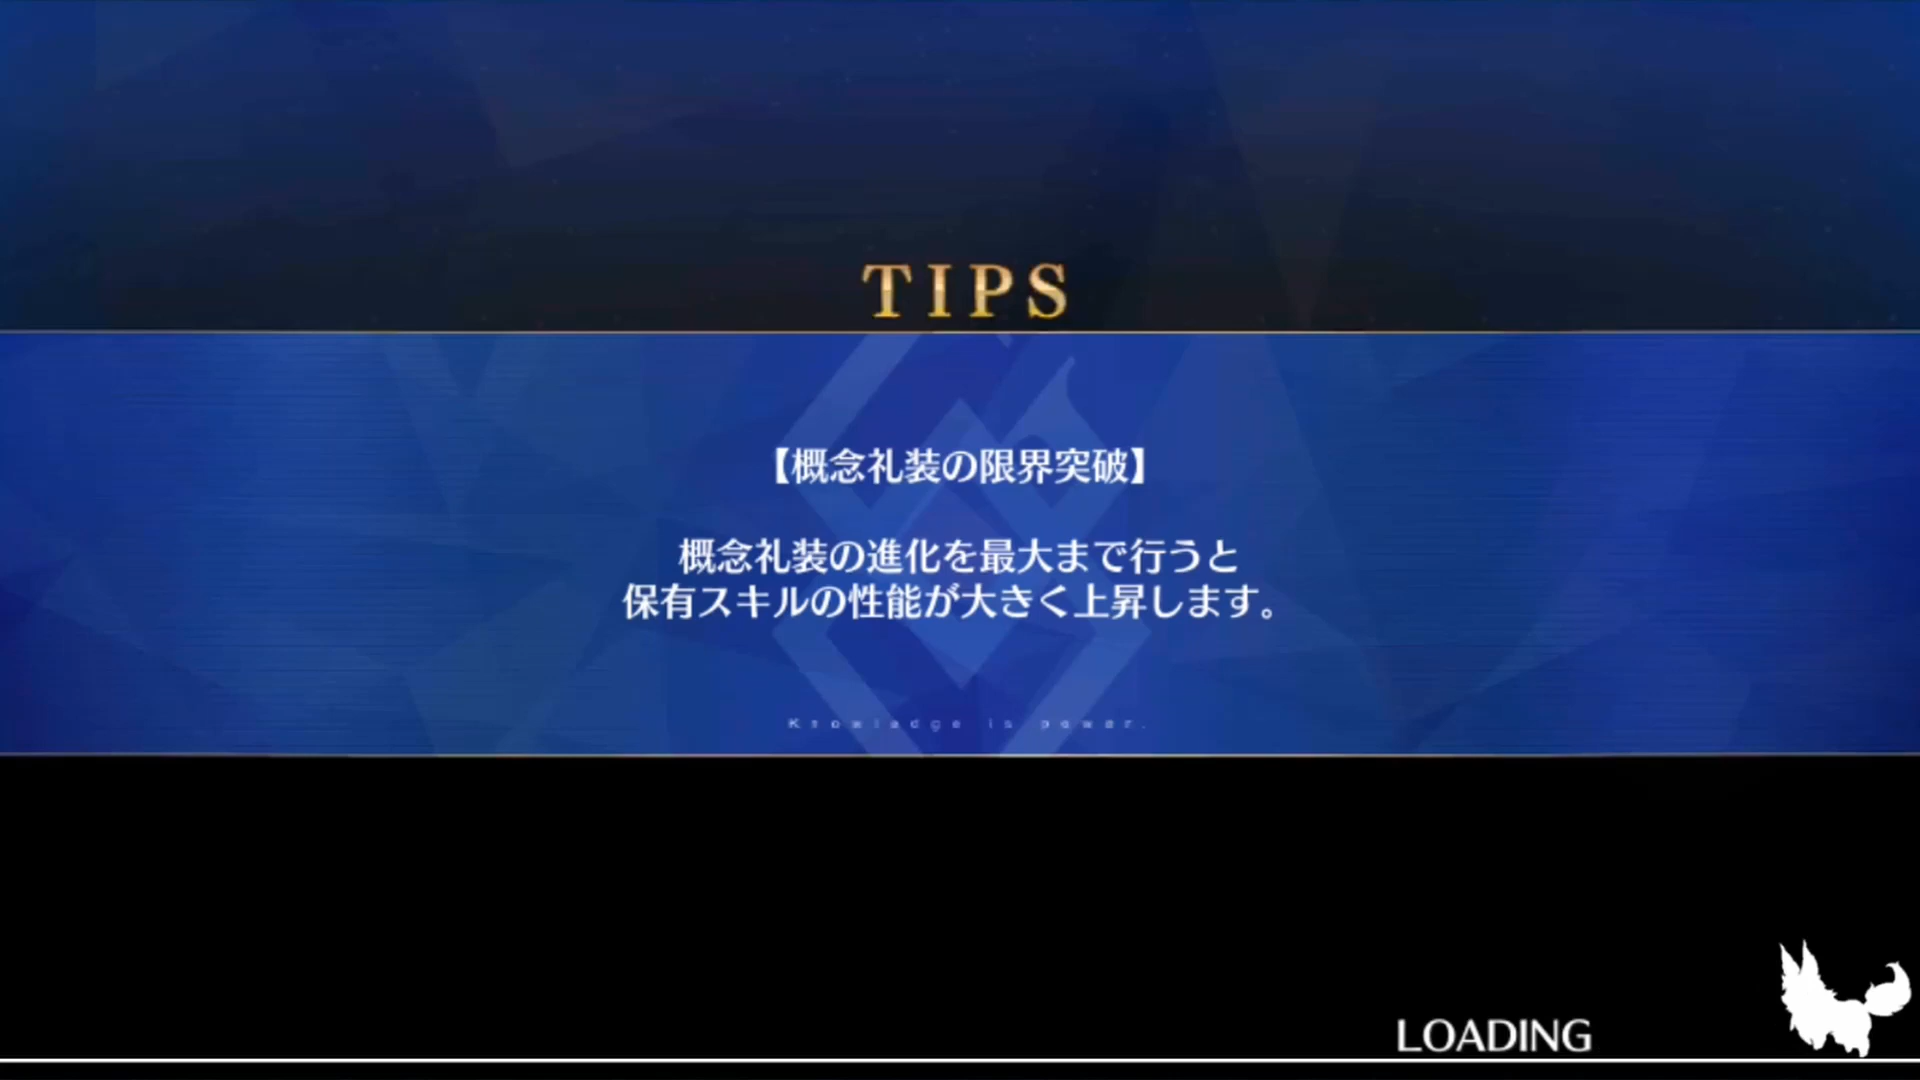 TIPS
【概念礼装の限界突破】
概念礼装の進化を最大まで行うと
保有スキルの性能が大きく上昇します。
Knowledge is power.
LOADING